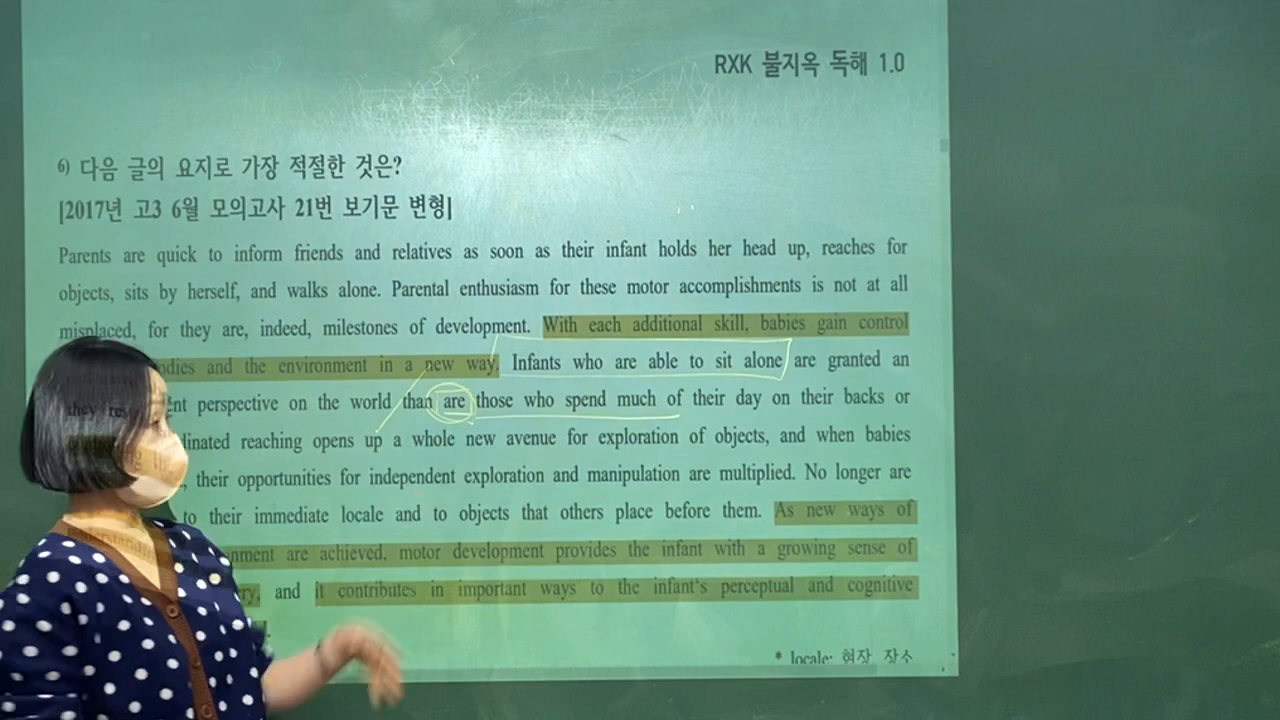 RXK 불지옥 독해 1.0
6) 다음 글의 요지로 가장 적절한 것은?
[2017년 고3 6월 모의고사 21번 보기문 변형]
Parents are quick to inform friends and relatives as soon as their infant holds her head up, reaches for
objects, sits by herself, and walks alone. Parental enthusiasm for these motor accomplishments is not at all
misplaced, for they are, indeed, milestones of development. With each additional skill, babies gain control
and the environment in a new way. Infants who are able to sit alone are granted an
perspective on the world than are those who spend much of their day on their backs or
reaching opens up a whole new avenue for exploration of objects, and when babies
, their opportunities for independent exploration and manipulation are multiplied. No longer are
to their immediate locale and to objects that others place before them. As new ways of
are achieved, motor development provides the infant with a growing sense of
and it contributes in important ways to the infant's perceptual and cognitive
* locale: 현장, 장소